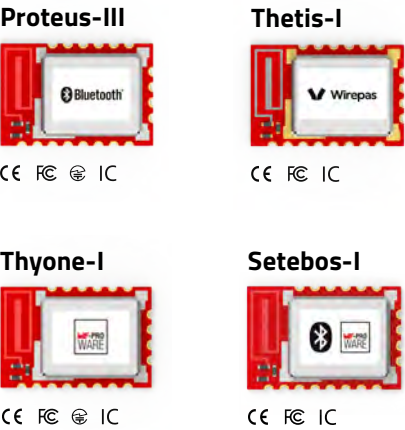 Proteus-III
Thetis-I
Bluetooth
Wirepas
CE FC IC
CE FC IC
Thyone-I
Setebos-I
WE-PRO
WARE
WE-PRO
WARE
CE FC IC
CE FC IC